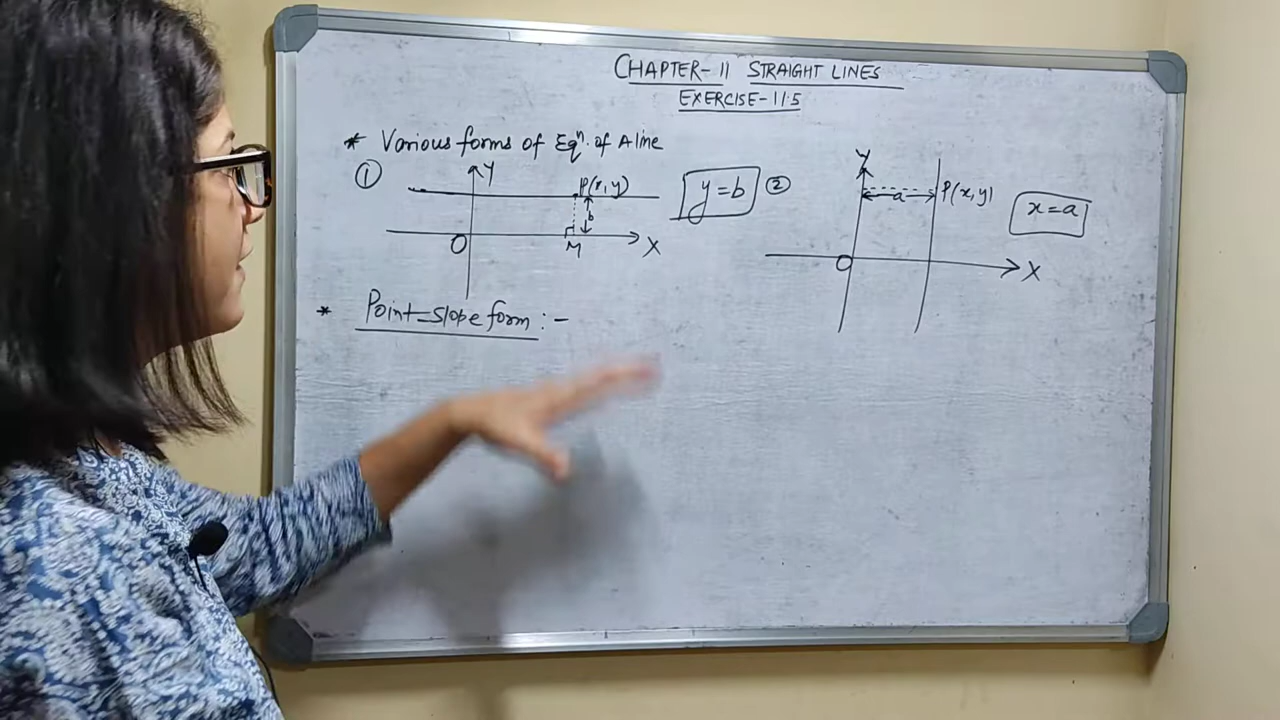 CHAPTER-11 STRAIGHT LINES
EXERCISE-11.5
* Various forms of Eqⁿ. of A line
①
Y
P(x,y)
b
O
M
X
y=b
②
Y
a
P(x,y)
O
X
x=a
* Point-slope form:-